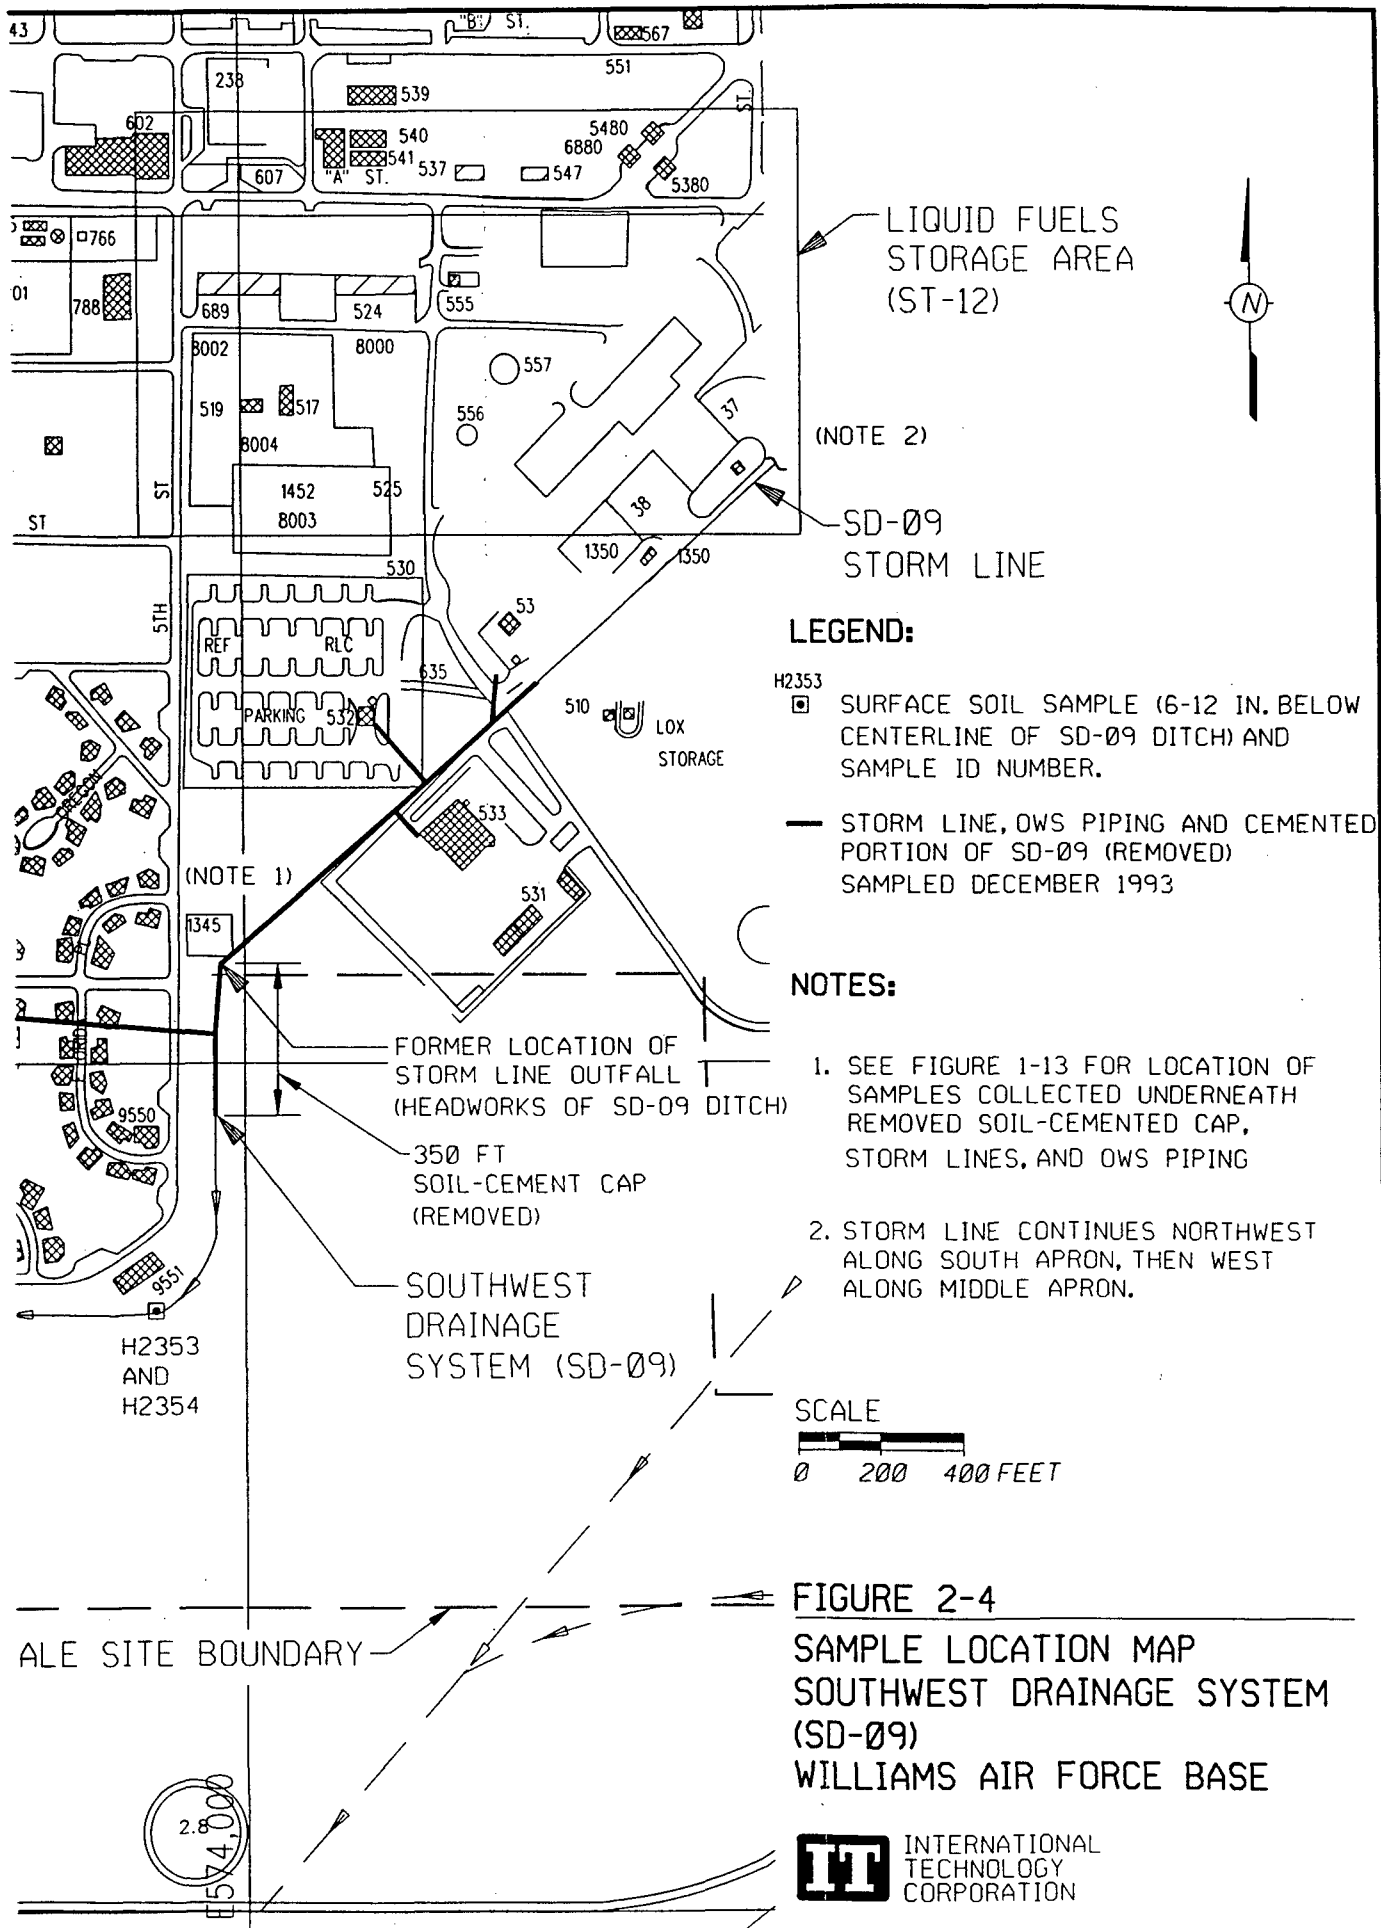 43
"B" ST.
567
551
238
539
ST.
602
540
541
5480
6880
5380
537
547
"A" ST.
607
766
LIQUID FUELS
STORAGE AREA
(ST-12)
N
01
788
689
524
555
8002
8000
557
519
517
556
37
(NOTE 2)
8004
ST
1452
525
8003
38
SD-09
STORM LINE
ST
1350
1350
530
5TH
53
REF
RLC
635
PARKING
532
510
LOX
STORAGE
LEGEND:
H2353
SURFACE SOIL SAMPLE (6-12 IN. BELOW
CENTERLINE OF SD-09 DITCH) AND
SAMPLE ID NUMBER.
STORM LINE, OWS PIPING AND CEMENTED
PORTION OF SD-09 (REMOVED)
SAMPLED DECEMBER 1993
OREGON
533
(NOTE 1)
531
1345
NOTES:
FORMER LOCATION OF
STORM LINE OUTFALL
(HEADWORKS OF SD-09 DITCH)
1. SEE FIGURE 1-13 FOR LOCATION OF
SAMPLES COLLECTED UNDERNEATH
REMOVED SOIL-CEMENTED CAP,
STORM LINES, AND OWS PIPING
9550
350 FT
SOIL-CEMENT CAP
(REMOVED)
2. STORM LINE CONTINUES NORTHWEST
ALONG SOUTH APRON, THEN WEST
ALONG MIDDLE APRON.
9551
SOUTHWEST
DRAINAGE
SYSTEM (SD-09)
H2353
AND
H2354
SCALE
0 200 400 FEET
FIGURE 2-4
ALE SITE BOUNDARY
SAMPLE LOCATION MAP
SOUTHWEST DRAINAGE SYSTEM
(SD-09)
WILLIAMS AIR FORCE BASE
2.8
E574,000
IT
INTERNATIONAL
TECHNOLOGY
CORPORATION